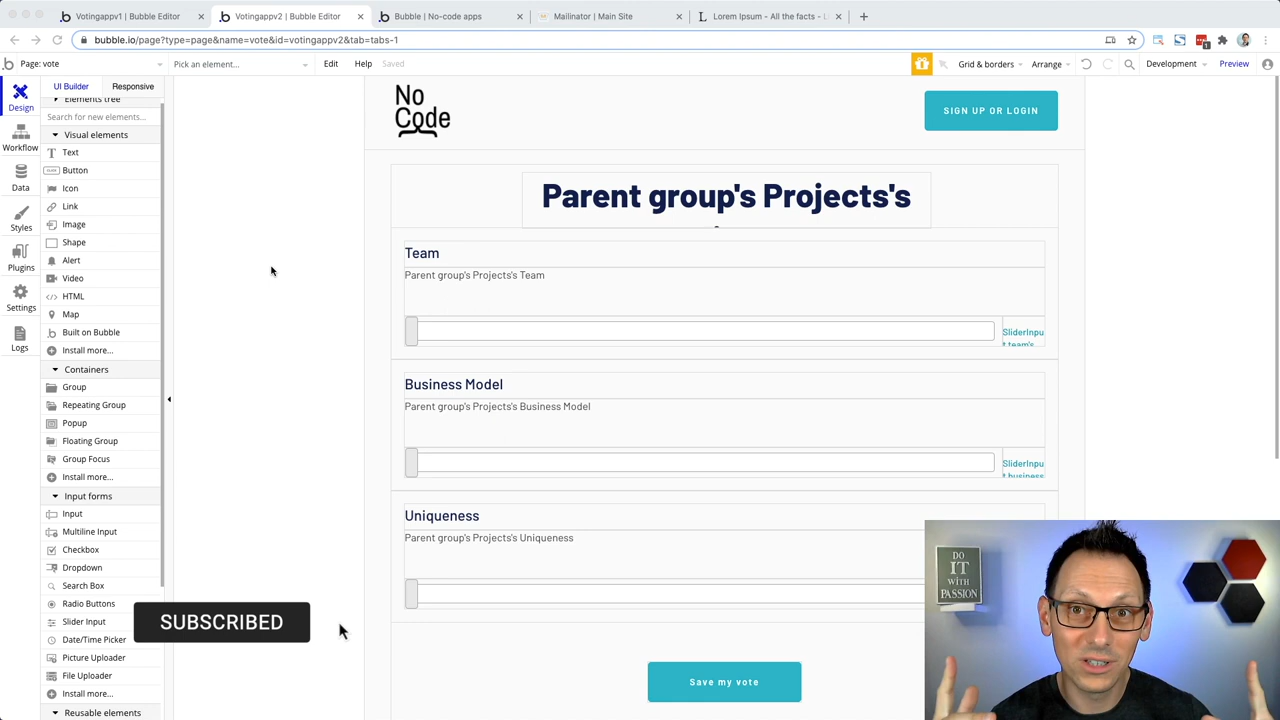 Votingappv1 | Bubble Editor
Votingappv2 | Bubble Editor
Bubble | No-code apps
Mailinator | Main Site
Lorem Ipsum - All the facts - L
bubble.io/page?type=page&name=vote&id=votingappv2&tab=tabs-1
Page: vote
Pick an element...
Edit
Help
Saved
Grid & borders
Arrange
Development
Preview
Design
Workflow
Data
Styles
Plugins
Settings
Logs
UI Builder
Responsive
Elements tree
Search for new elements...
Visual elements
Text
Button
Icon
Link
Image
Shape
Alert
Video
HTML
Map
Built on Bubble
Install more...
Containers
Group
Repeating Group
Popup
Floating Group
Group Focus
Install more...
Input forms
Input
Multiline Input
Checkbox
Dropdown
Search Box
Radio Buttons
Slider Input
Date/Time Picker
Picture Uploader
File Uploader
Install more...
Reusable elements
No
Code
SIGN UP OR LOGIN
Parent group's Projects's
Team
Parent group's Projects's Team
SliderInpu
t team's
Business Model
Parent group's Projects's Business Model
SliderInpu
t business
Uniqueness
Parent group's Projects's Uniqueness
Save my vote
SUBSCRIBED
DO
IT
WITH
PASSION